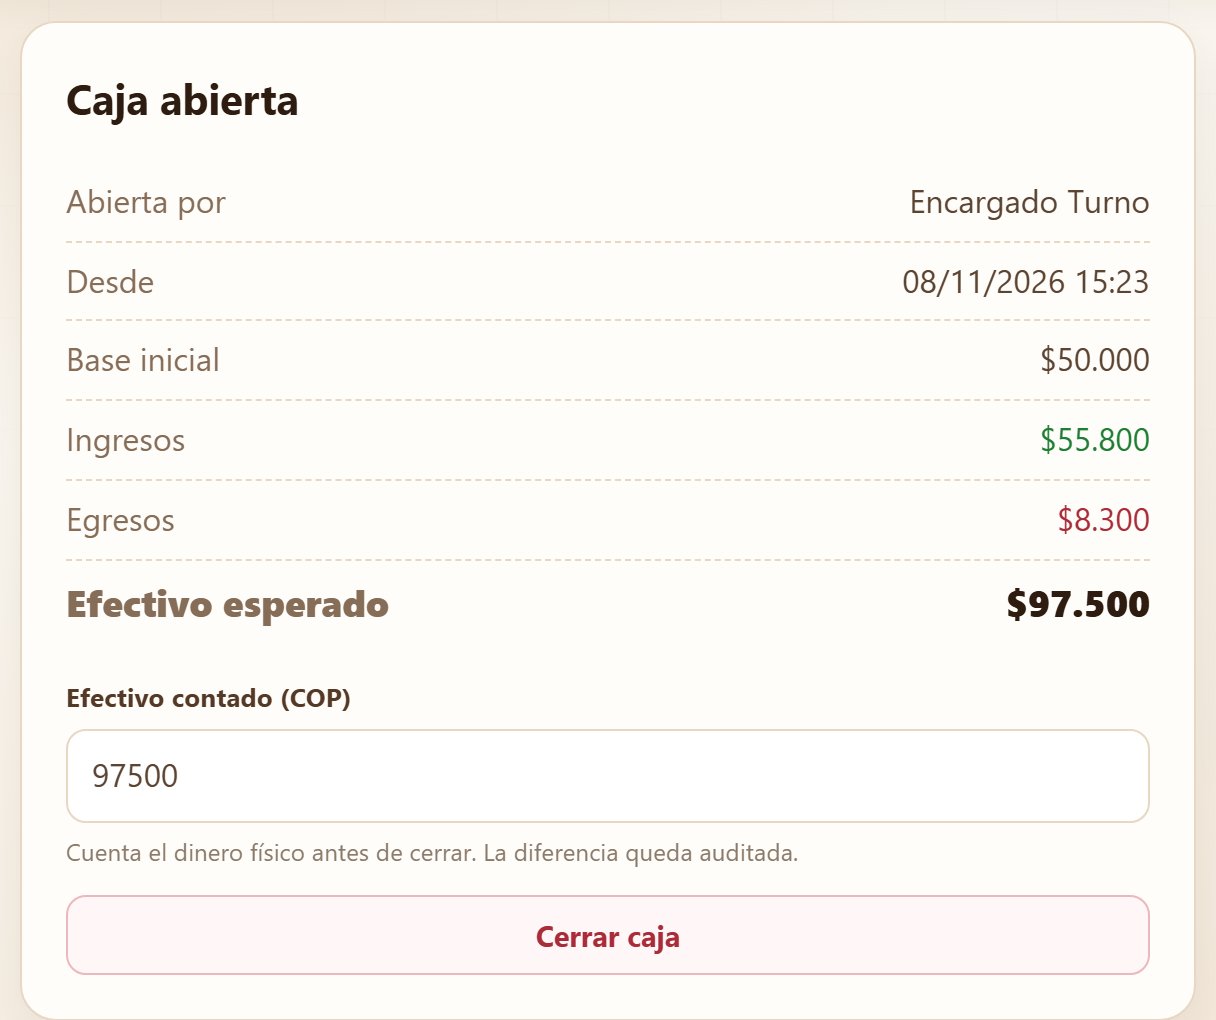 Caja abierta
Abierta por Encargado Turno
Desde 08/11/2026 15:23
Base inicial $50.000
Ingresos $55.800
Egresos $8.300
Efectivo esperado $97.500
Efectivo contado (COP)
97500
Cuenta el dinero físico antes de cerrar. La diferencia queda auditada.
Cerrar caja